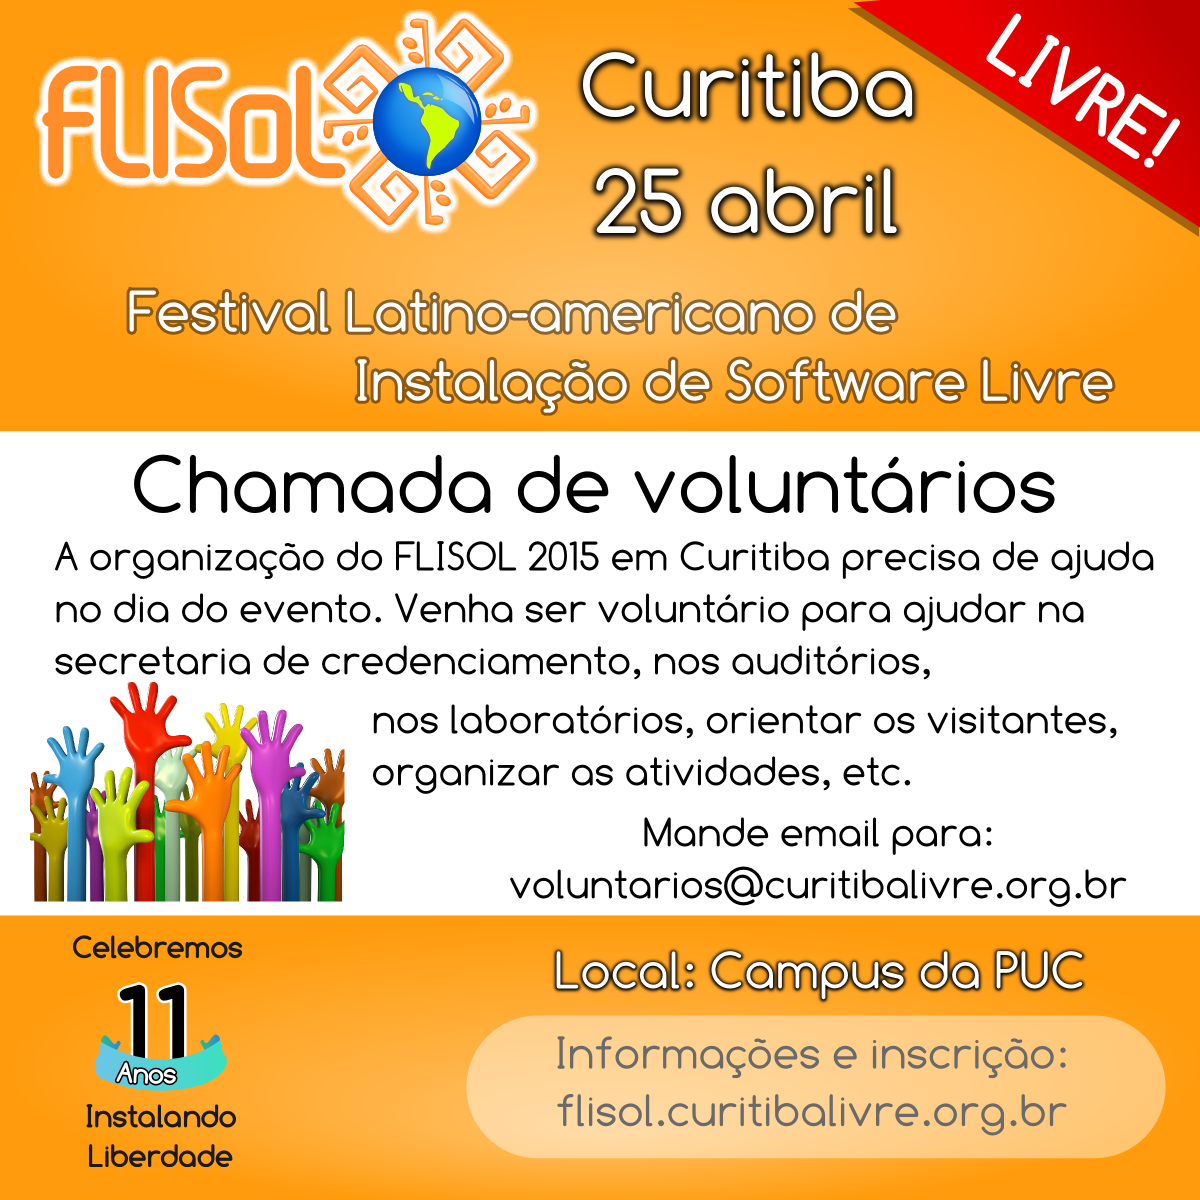 FLISoL
Curitiba
25 abril
LIVRE!
Festival Latino-americano de
Instalação de Software Livre
Chamada de voluntários
A organização do FLISOL 2015 em Curitiba precisa de ajuda
no dia do evento. Venha ser voluntário para ajudar na
secretaria de credenciamento, nos auditórios,
nos laboratórios, orientar os visitantes,
organizar as atividades, etc.
Mande email para:
voluntarios@curitibalivre.org.br
Celebremos
11
Anos
Instalando
Liberdade
Local: Campus da PUC
Informações e inscrição:
flisol.curitibalivre.org.br